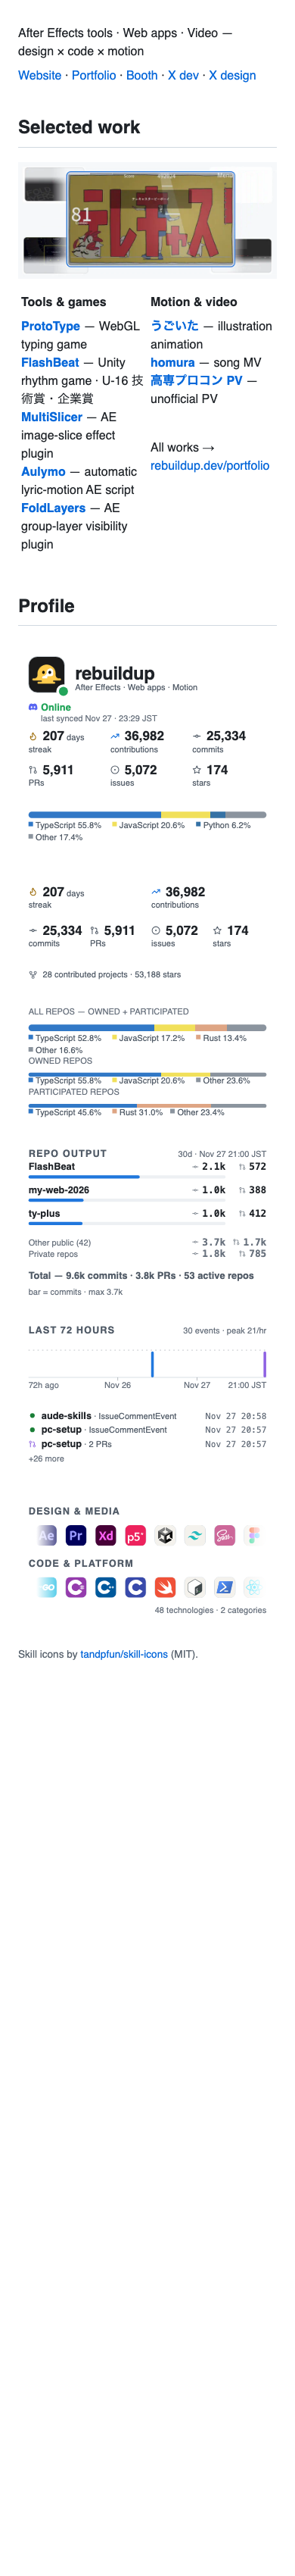 After Effects tools · Web apps · Video —
design × code × motion
Website · Portfolio · Booth · X dev · X design
Selected work
81
テレキャス
Tools & games
ProtoType — WebGL
typing game
FlashBeat — Unity
rhythm game · U-16 技
術賞・企業賞
MultiSlicer — AE
image-slice effect
plugin
Aulymo — automatic
lyric-motion AE script
FoldLayers — AE
group-layer visibility
plugin
Motion & video
うごいた — illustration
animation
homura — song MV
高専プロコン PV —
unofficial PV
All works →
rebuildup.dev/portfolio
Profile
rebuildup
After Effects · Web apps · Motion
Online
last synced Nov 27 · 23:29 JST
207 days
streak
36,982
contributions
25,334
commits
5,911
PRs
5,072
issues
174
stars
TypeScript 55.8% JavaScript 20.6% Python 6.2%
Other 17.4%
207 days
streak
36,982
contributions
25,334
commits
5,911
PRs
5,072
issues
174
stars
28 contributed projects · 53,188 stars
ALL REPOS — OWNED + PARTICIPATED
TypeScript 52.8% JavaScript 17.2% Rust 13.4%
Other 16.6%
OWNED REPOS
TypeScript 55.8% JavaScript 20.6% Other 23.6%
PARTICIPATED REPOS
TypeScript 45.6% Rust 31.0% Other 23.4%
REPO OUTPUT 30d · Nov 27 21:00 JST
FlashBeat 2.1k 572
my-web-2026 1.0k 388
ty-plus 1.0k 412
Other public (42) 3.7k 1.7k
Private repos 1.8k 785
Total — 9.6k commits · 3.8k PRs · 53 active repos
bar = commits · max 3.7k
LAST 72 HOURS 30 events · peak 21/hr
72h ago Nov 26 Nov 27 21:00 JST
aude-skills · IssueCommentEvent Nov 27 20:58
pc-setup · IssueCommentEvent Nov 27 20:57
pc-setup · 2 PRs Nov 27 20:57
+26 more
DESIGN & MEDIA
Ae Pr Xd p5* Sass
CODE & PLATFORM
GO C C++ C
48 technologies · 2 categories
Skill icons by tandpfun/skill-icons (MIT).